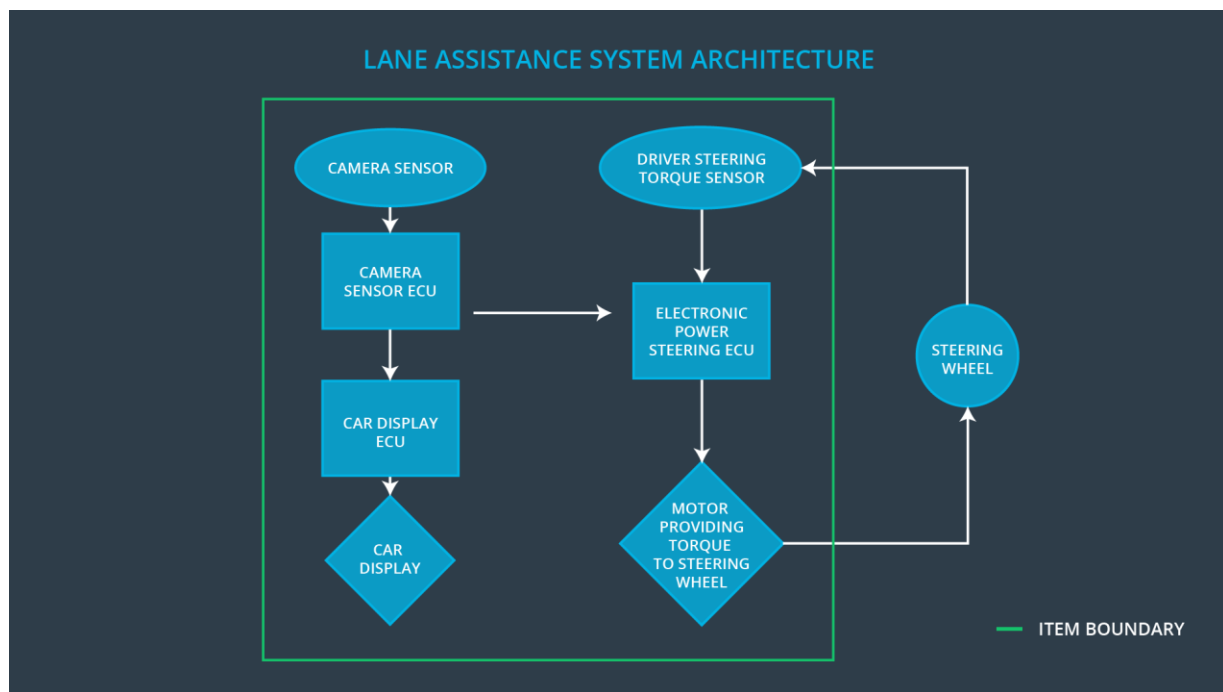 LANE ASSISTANCE SYSTEM ARCHITECTURE
CAMERA SENSOR
CAMERA
SENSOR ECU
CAR DISPLAY
ECU
CAR
DISPLAY
DRIVER STEERING
TORQUE SENSOR
ELECTRONIC
POWER
STEERING ECU
MOTOR
PROVIDING
TORQUE
TO STEERING
WHEEL
STEERING
WHEEL
ITEM BOUNDARY